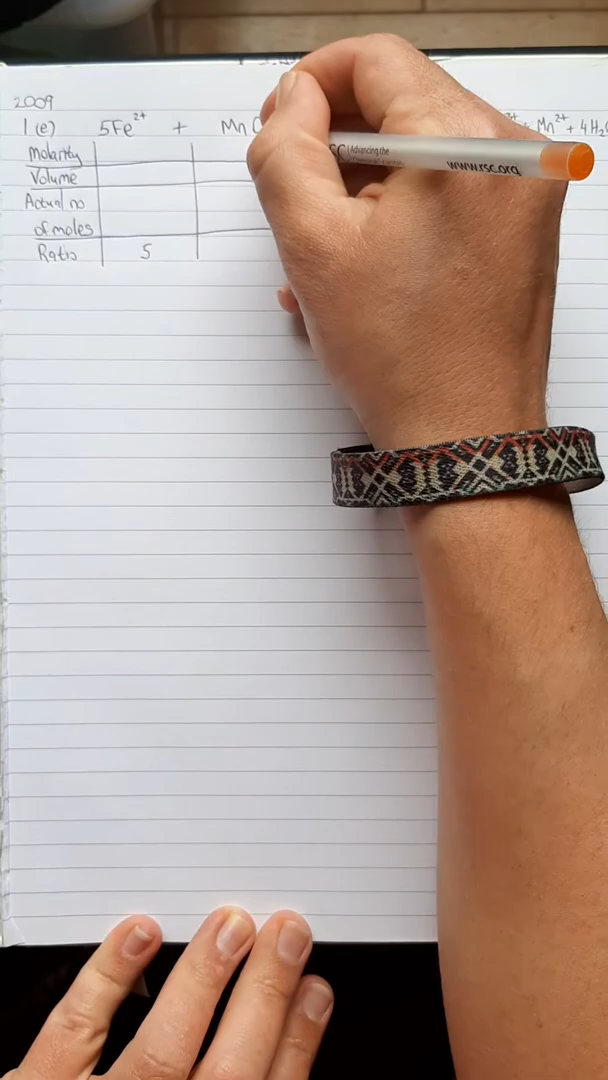 2009
1(e) 5Fe²⁺ + Mn + Mn²⁺ + 4H₂
Molarity
Volume
Actual no
of moles
Ratio 5
SC Advancing the
www.rsc.org